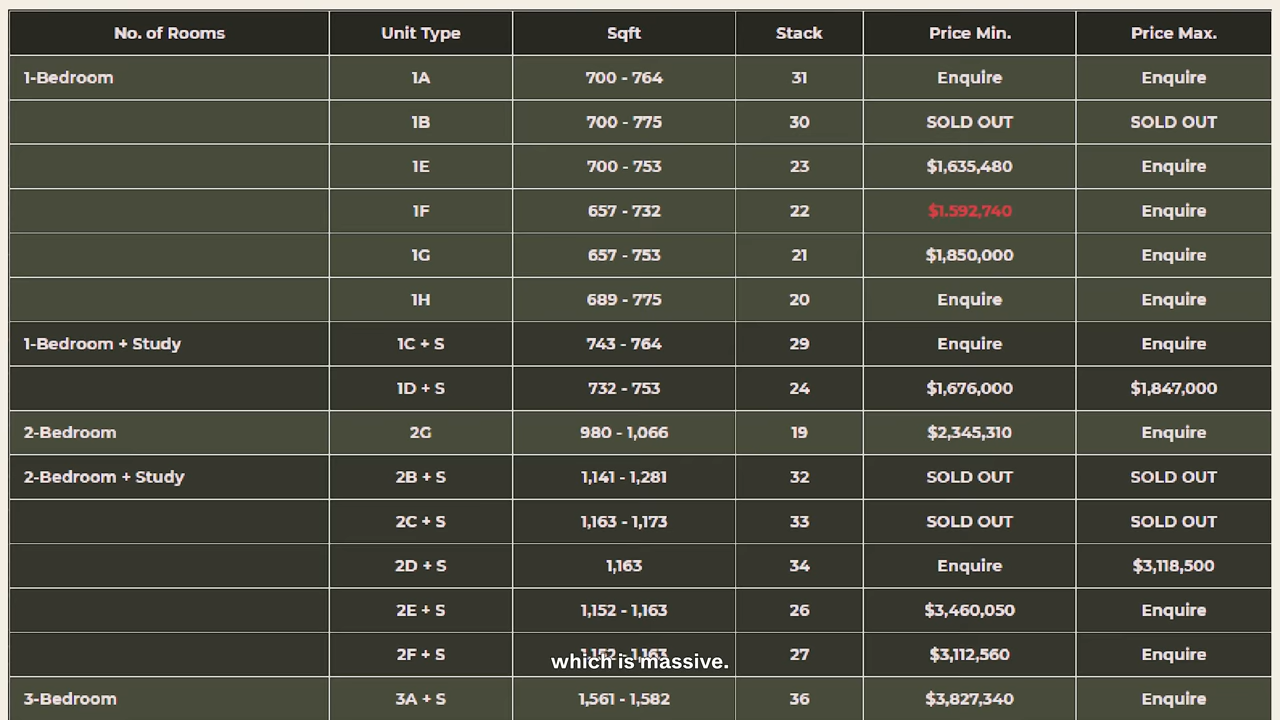 No. of Rooms Unit Type Sqft Stack Price Min. Price Max.
1-Bedroom 1A 700 - 764 31 Enquire Enquire
1B 700 - 775 30 SOLD OUT SOLD OUT
1E 700 - 753 23 $1,635,480 Enquire
1F 657 - 732 22 $1.592,740 Enquire
1G 657 - 753 21 $1,850,000 Enquire
1H 689 - 775 20 Enquire Enquire
1-Bedroom + Study 1C + S 743 - 764 29 Enquire Enquire
1D + S 732 - 753 24 $1,676,000 $1,847,000
2-Bedroom 2G 980 - 1,066 19 $2,345,310 Enquire
2-Bedroom + Study 2B + S 1,141 - 1,281 32 SOLD OUT SOLD OUT
2C + S 1,163 - 1,173 33 SOLD OUT SOLD OUT
2D + S 1,163 34 Enquire $3,118,500
2E + S 1,152 - 1,163 26 $3,460,050 Enquire
2F + S 1,152 - 1,163 27 $3,112,560 Enquire
which is massive.
3-Bedroom 3A + S 1,561 - 1,582 36 $3,827,340 Enquire